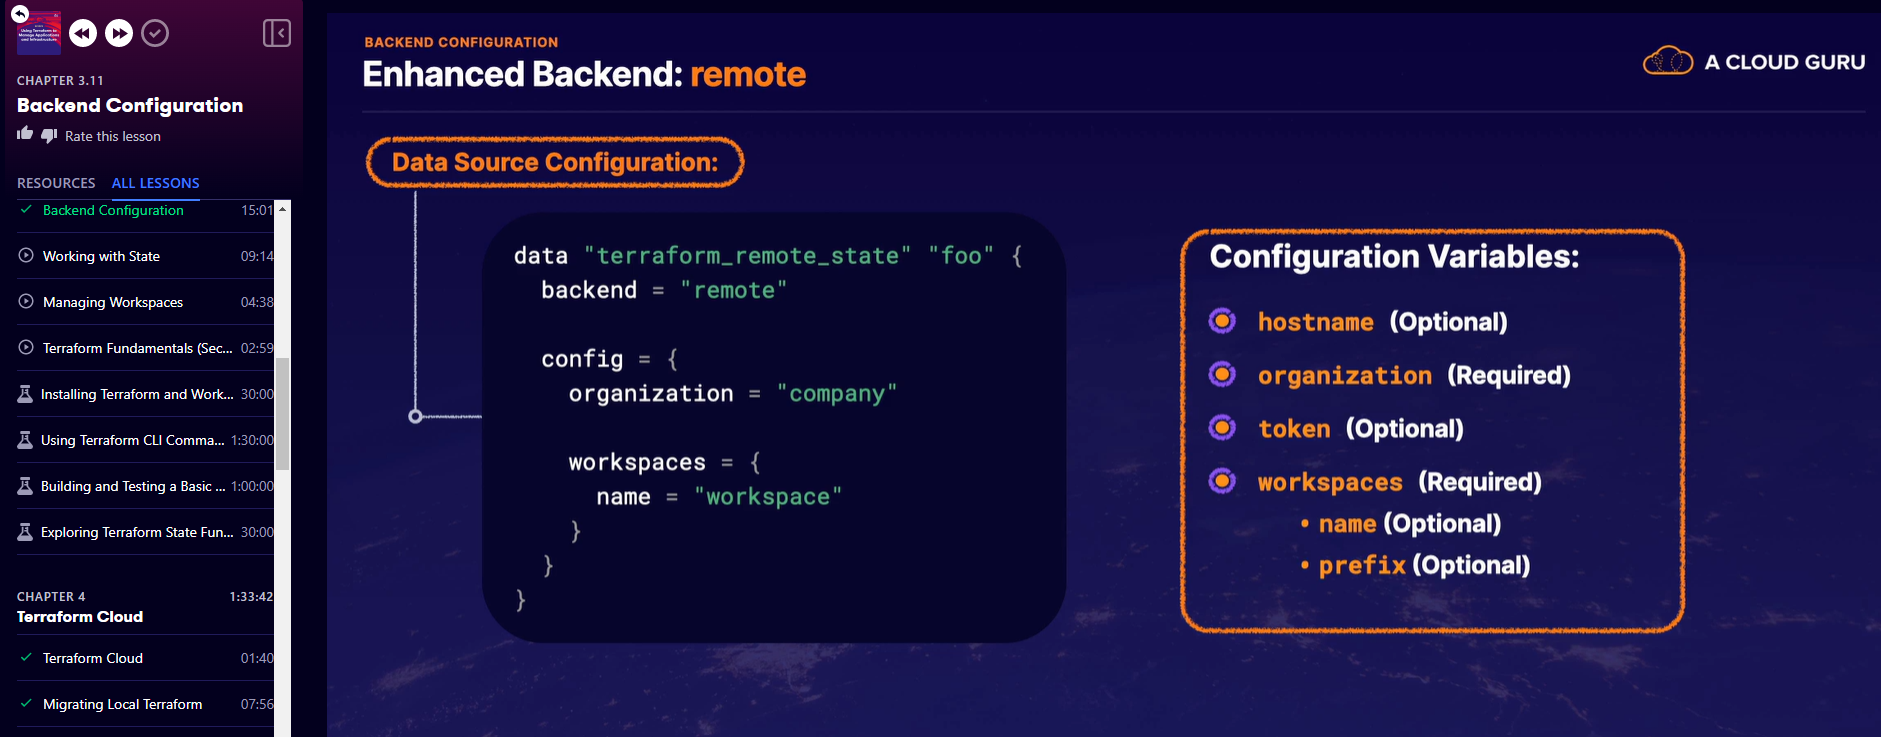 CHAPTER 3.11
Backend Configuration
Rate this lesson
RESOURCES ALL LESSONS
Backend Configuration 15:01
Working with State 09:14
Managing Workspaces 04:38
Terraform Fundamentals (Sec... 02:59
Installing Terraform and Work... 30:00
Using Terraform CLI Comma... 1:30:00
Building and Testing a Basic ... 1:00:00
Exploring Terraform State Fun... 30:00
CHAPTER 4 1:33:42
Terraform Cloud
Terraform Cloud 01:40
Migrating Local Terraform 07:56
BACKEND CONFIGURATION
Enhanced Backend: remote
A CLOUD GURU
Data Source Configuration:
data "terraform_remote_state" "foo" {
backend = "remote"
config = {
organization = "company"
workspaces = {
name = "workspace"
}
}
}
Configuration Variables:
hostname (Optional)
organization (Required)
token (Optional)
workspaces (Required)
• name (Optional)
• prefix (Optional)